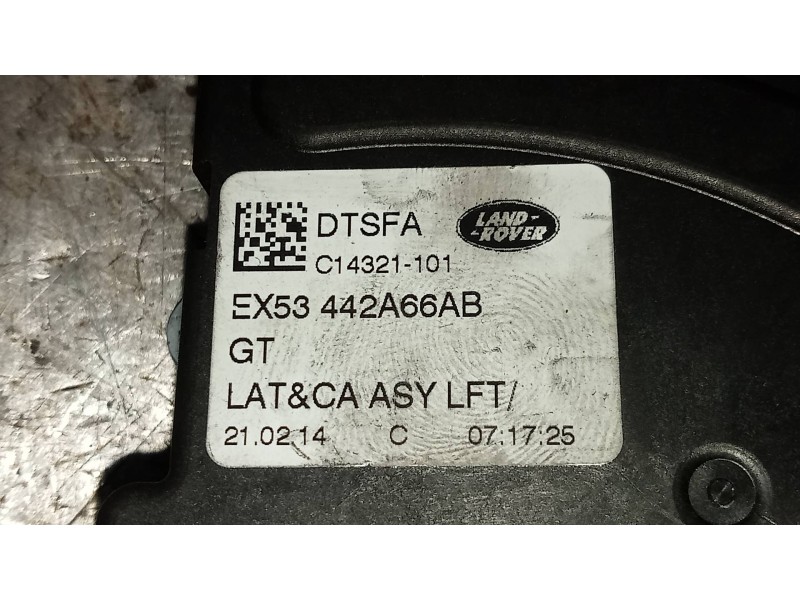 DTSFA
LAND-
-ROVER
C14321-101
EX53 442A66AB
GT
LAT&CA ASY LFT/
21.02.14 C 07:17:25